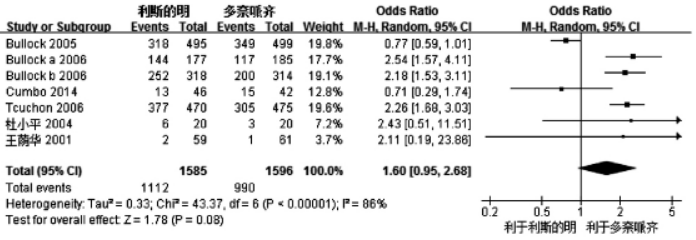 利斯的明 多奈哌齐 Odds Ratio Odds Ratio
Study or Subgroup Events Total Events Total Weight M-H, Random, 95% CI M-H, Random, 95% CI
Bullock 2005 318 495 349 499 19.8% 0.77 [0.59, 1.01]
Bullock a 2006 144 177 117 185 18.1% 2.54 [1.57, 4.11]
Bullock b 2006 252 318 200 314 19.1% 2.18 [1.53, 3.11]
Cumbo 2014 13 46 15 42 12.8% 0.71 [0.29, 1.74]
Tcuchon 2006 377 470 305 475 19.5% 2.26 [1.68, 3.03]
杜小平 2004 6 20 3 20 7.2% 2.43 [0.51, 11.51]
王荫华 2001 2 59 1 61 3.7% 2.11 [0.19, 23.86]
Total (95% CI) 1585 1596 100.0% 1.60 [0.95, 2.68]
Total events 1112 990
Heterogeneity: Tau² = 0.33; Chi² = 43.37, df = 6 (P < 0.00001); I² = 86%
Test for overall effect: Z = 1.78 (P = 0.08)
0.2 0.5 1 2 5
利于利斯的明 利于多奈哌齐